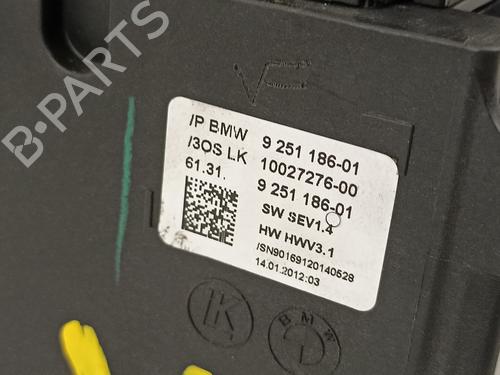 B-PARTS
/P BMW 9 251 186-01
/3OS LK 10027276-00
61.31. 9 251 186-01
SW SEV1.4
HW HWV3.1
/SN90169120140528
14.01.2012:03
K
BMW